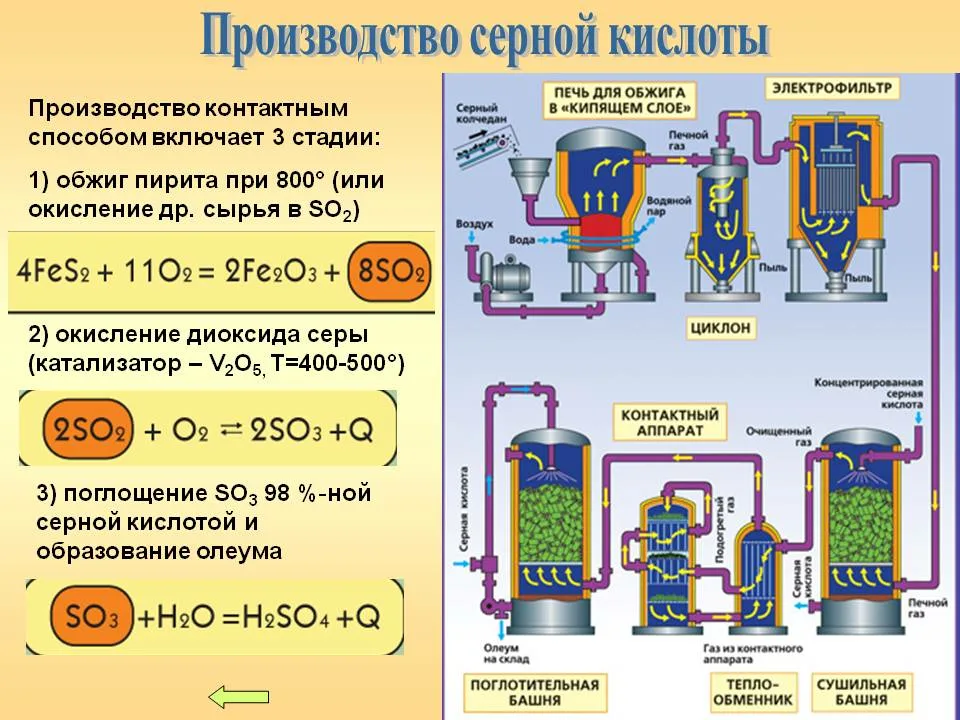 Производство серной кислоты
Производство контактным
способом включает 3 стадии:
1) обжиг пирита при 800° (или
окисление др. сырья в SO₂)
4FeS₂ + 11O₂ = 2Fe₂O₃ + 8SO₂
2) окисление диоксида серы
(катализатор – V₂O₅, T=400-500°)
2SO₂ + O₂ ⇄ 2SO₃ +Q
3) поглощение SO₃ 98 %-ной
серной кислотой и
образование олеума
SO₃ +H₂O =H₂SO₄ +Q
ПЕЧЬ ДЛЯ ОБЖИГА
В «КИПЯЩЕМ СЛОЕ»
ЭЛЕКТРОФИЛЬТР
Серный
колчедан
Печной
газ
Водяной
пар
Воздух
Вода
Пыль
Пыль
ЦИКЛОН
Концентрированная
серная
кислота
КОНТАКТНЫЙ
АППАРАТ
Очищенный
газ
Серная кислота
Подогретый
газ
Серная
кислота
Печной
газ
Олеум
на склад
Газ из контактного
аппарата
ПОГЛОТИТЕЛЬНАЯ
БАШНЯ
ТЕПЛО-
ОБМЕННИК
СУШИЛЬНАЯ
БАШНЯ